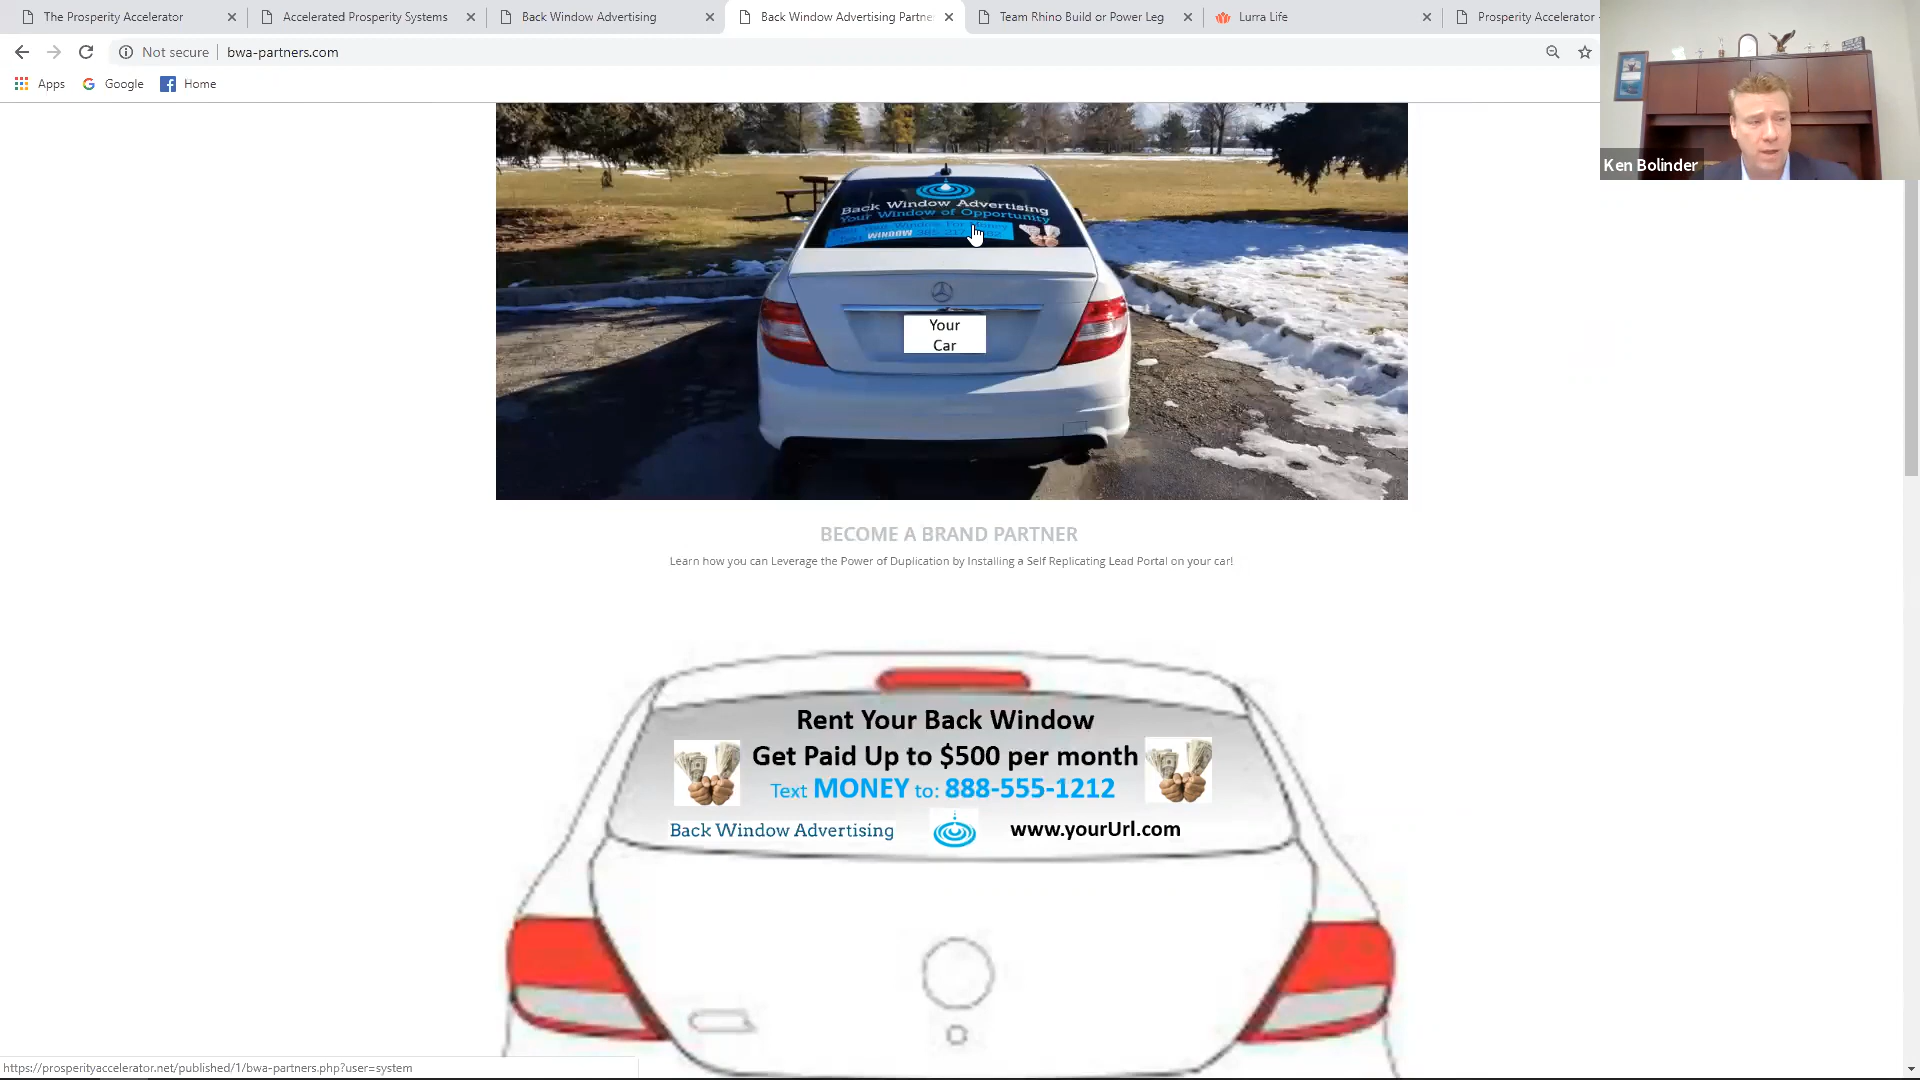 The Prosperity Accelerator
Accelerated Prosperity Systems
Back Window Advertising
Back Window Advertising Partne
Team Rhino Build or Power Leg
Lurra Life
Prosperity Accelerator
Not secure
bwa-partners.com
Apps
Google
Home
Ken Bolinder
Back Window Advertising
Your Window of Opportunity
Your Window For Money
WINDOW
Your
Car
BECOME A BRAND PARTNER
Learn how you can Leverage the Power of Duplication by Installing a Self Replicating Lead Portal on your car!
Rent Your Back Window
Get Paid Up to $500 per month
Text MONEY to: 888-555-1212
Back Window Advertising
www.yourUrl.com
https://prosperityaccelerator.net/published/1/bwa-partners.php?user=system